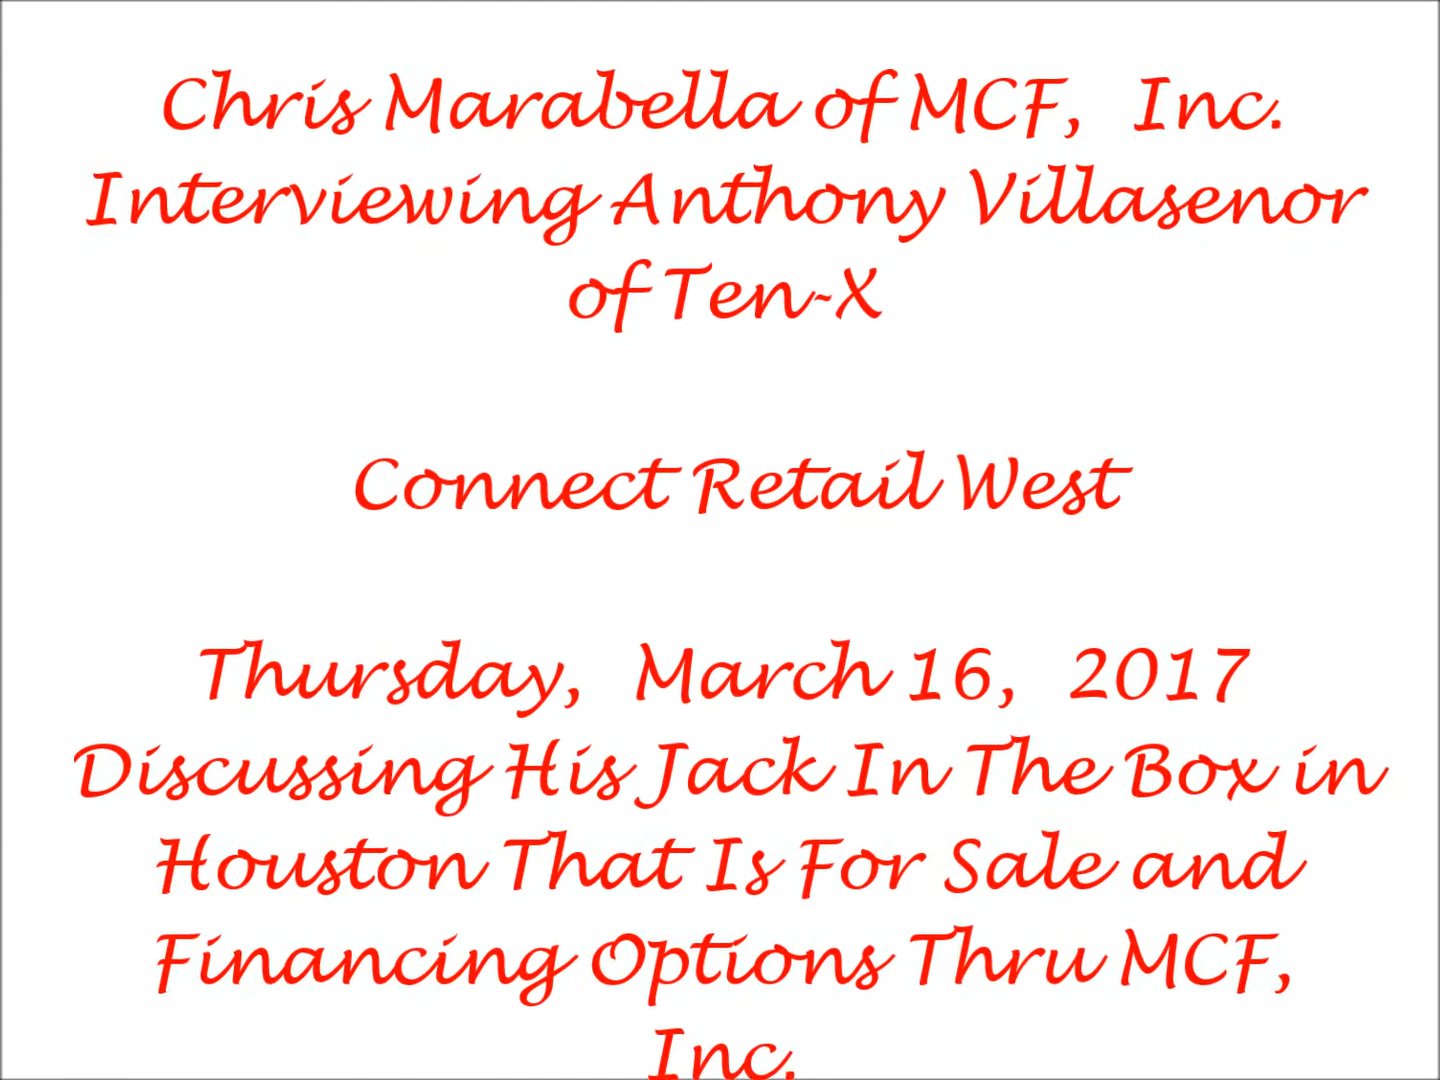 Chris Marabella of MCF, Inc.
Interviewing Anthony Villasenor
of Ten-X
Connect Retail West
Thursday, March 16, 2017
Discussing His Jack In The Box in
Houston That Is For Sale and
Financing Options Thru MCF,
Inc.